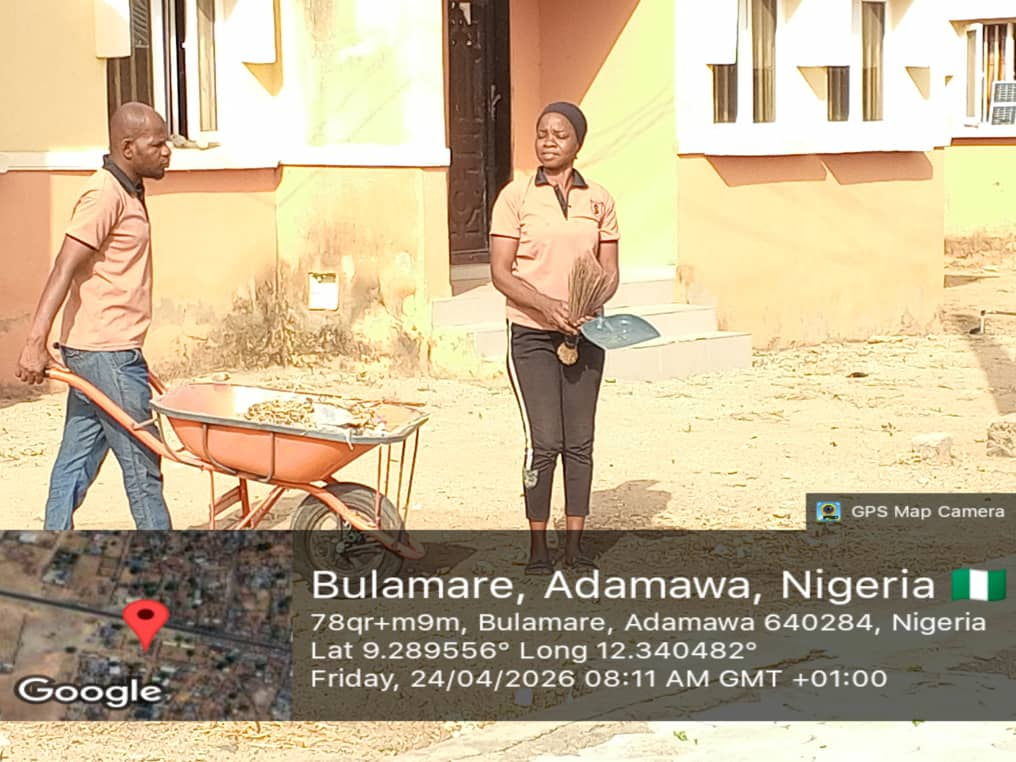 GPS Map Camera
Bulamare, Adamawa, Nigeria
78qr+m9m, Bulamare, Adamawa 640284, Nigeria
Lat 9.289556° Long 12.340482°
Friday, 24/04/2026 08:11 AM GMT +01:00
Google